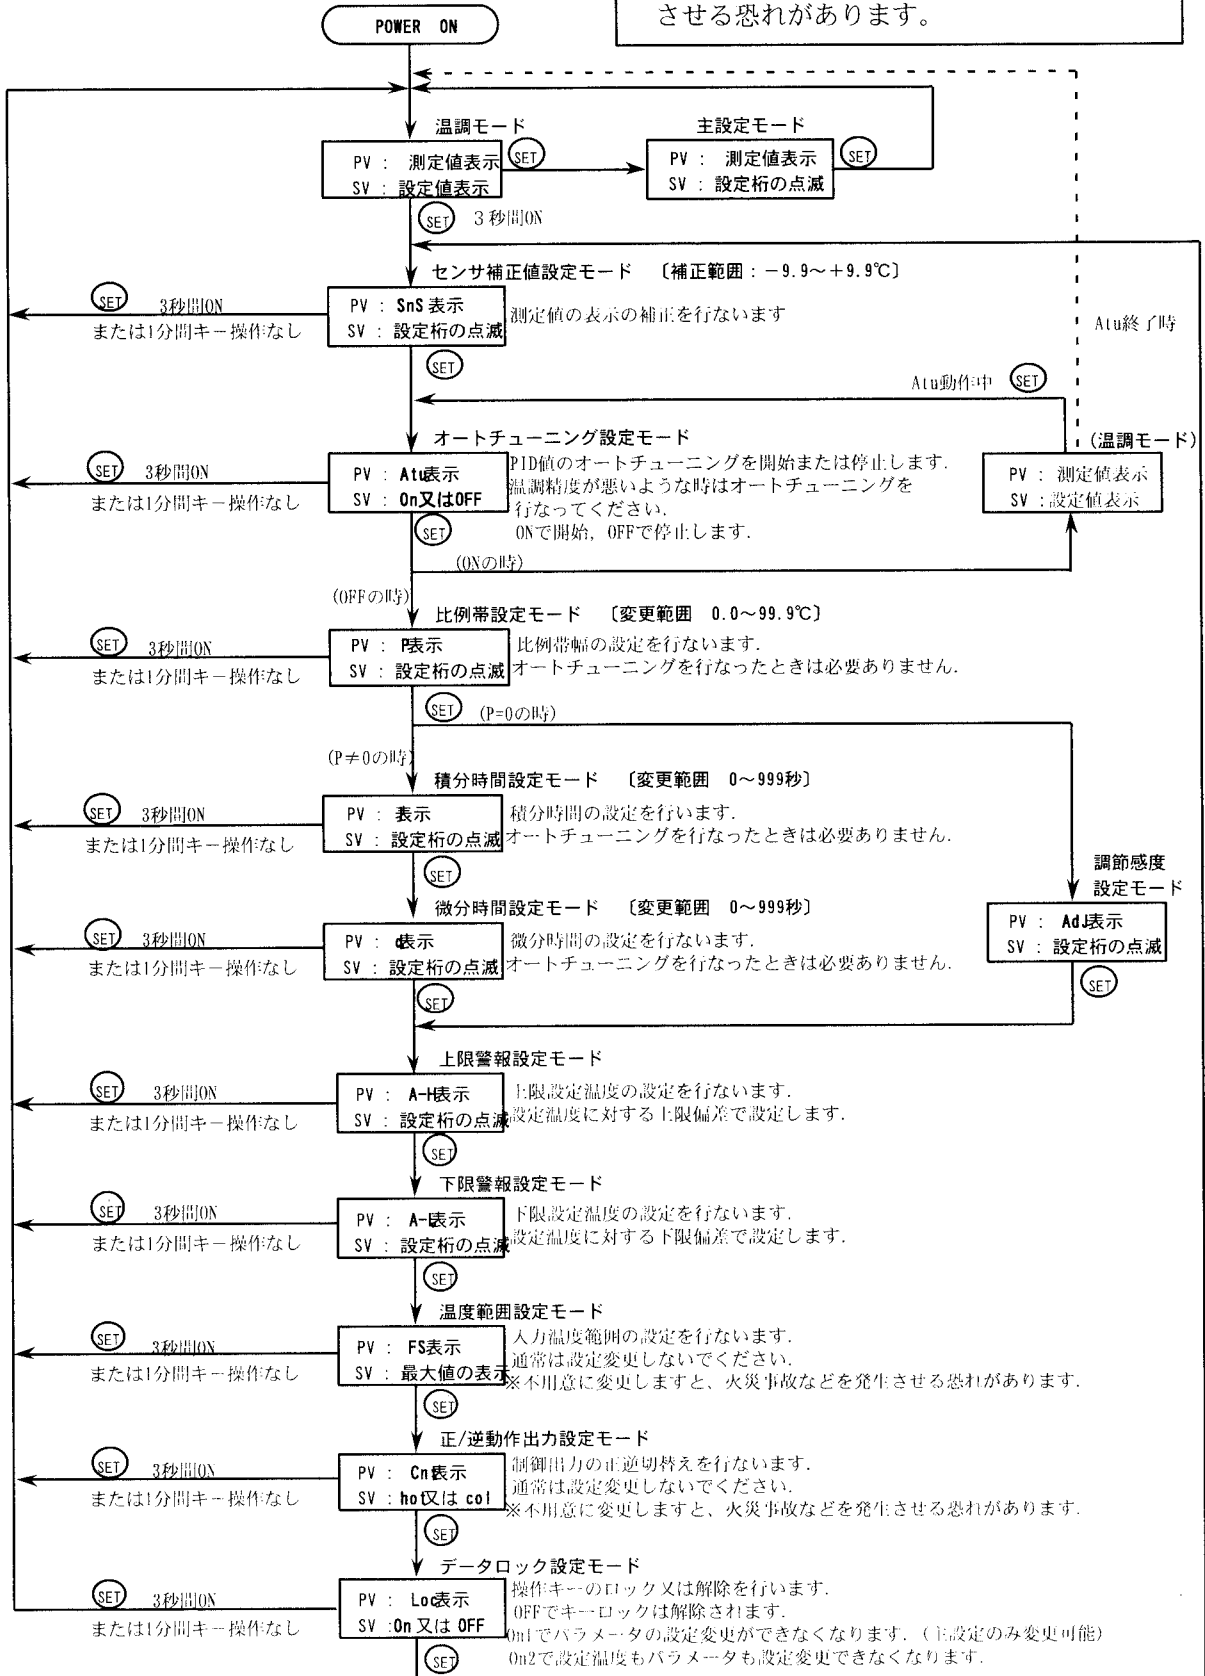 させる恐れがあります。
POWER ON
温調モード
PV : 測定値表示
SV : 設定値表示
SET
主設定モード
PV : 測定値表示
SV : 設定桁の点滅
SET
SET 3秒間ON
センサ補正値設定モード 〔補正範囲:-9.9~+9.9℃〕
SET 3秒間ON
または1分間キー操作なし
PV : SnS 表示
SV : 設定桁の点滅
測定値の表示の補正を行ないます
SET
Atu終了時
Atu動作中 SET
オートチューニング設定モード
SET 3秒間ON
または1分間キー操作なし
PV : Atu表示
SV : On又はOFF
PID値のオートチューニングを開始または停止します.
温調精度が悪いような時はオートチューニングを
行なってください.
ONで開始, OFFで停止します.
(温調モード)
PV : 測定値表示
SV :設定値表示
SET
(ONの時)
(OFFの時)
比例帯設定モード 〔変更範囲 0.0~99.9℃〕
SET 3秒間ON
または1分間キー操作なし
PV : P表示
SV : 設定桁の点滅
比例帯幅の設定を行ないます.
オートチューニングを行なったときは必要ありません.
SET (P=0の時)
(P≠0の時)
積分時間設定モード 〔変更範囲 0~999秒〕
SET 3秒間ON
または1分間キー操作なし
PV : 表示
SV : 設定桁の点滅
積分時間の設定を行います.
オートチューニングを行なったときは必要ありません.
SET
調節感度
設定モード
PV : AdJ表示
SV : 設定桁の点滅
SET
微分時間設定モード 〔変更範囲 0~999秒〕
SET 3秒間ON
または1分間キー操作なし
PV : d表示
SV : 設定桁の点滅
微分時間の設定を行ないます.
オートチューニングを行なったときは必要ありません.
SET
上限警報設定モード
SET 3秒間ON
または1分間キー操作なし
PV : A-H表示
SV : 設定桁の点滅
上限設定温度の設定を行ないます.
設定温度に対する上限偏差で設定します.
SET
下限警報設定モード
SET 3秒間ON
または1分間キー操作なし
PV : A-L表示
SV : 設定桁の点滅
下限設定温度の設定を行ないます.
設定温度に対する下限偏差で設定します.
SET
温度範囲設定モード
SET 3秒間ON
または1分間キー操作なし
PV : FS表示
SV : 最大値の表示
入力温度範囲の設定を行ないます.
通常は設定変更しないでください.
※不用意に変更しますと、火災事故などを発生させる恐れがあります.
SET
正/逆動作出力設定モード
SET 3秒間ON
または1分間キー操作なし
PV : Cnt表示
SV : hot又は col
制御出力の正逆切替えを行ないます.
通常は設定変更しないでください.
※不用意に変更しますと、火災事故などを発生させる恐れがあります.
SET
データロック設定モード
SET 3秒間ON
または1分間キー操作なし
PV : Loc表示
SV :On 又は OFF
操作キーのロック又は解除を行います.
OFFでキーロックは解除されます.
On1でパラメータの設定変更ができなくなります. (主設定のみ変更可能)
On2で設定温度もパラメータも設定変更できなくなります.
SET